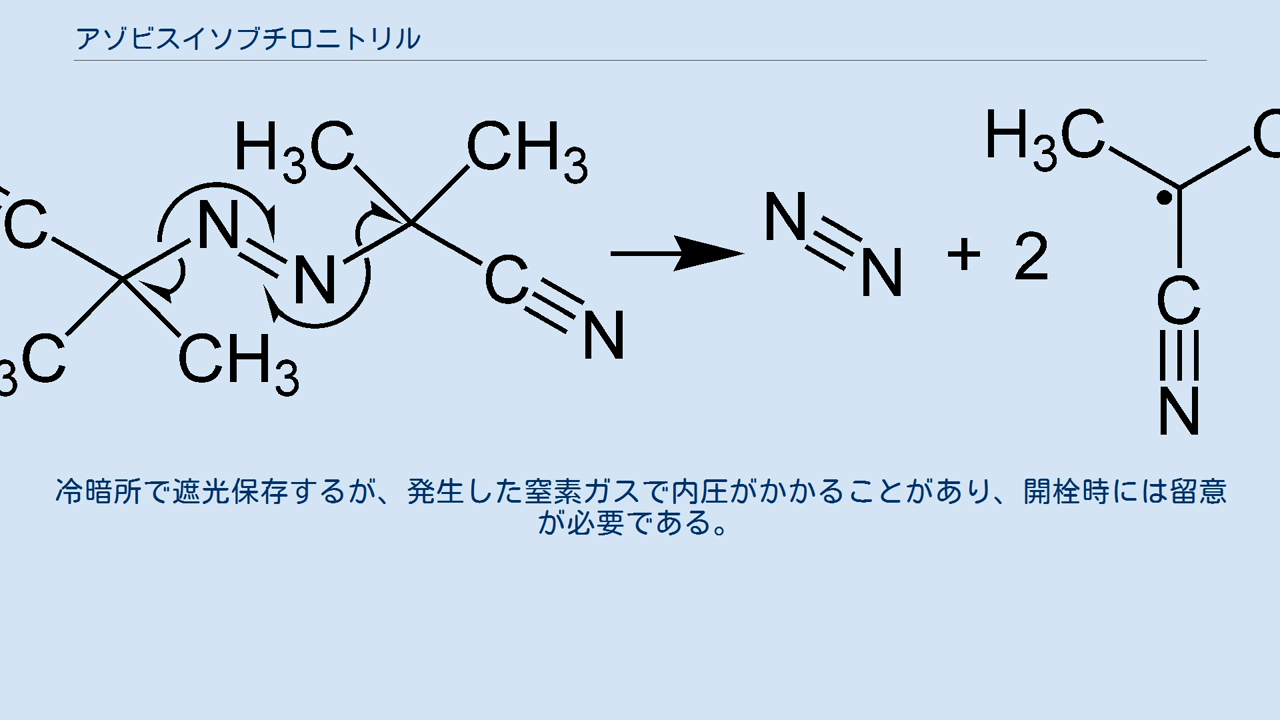 アゾビスイソブチロニトリル
H3C CH3
H3C C
C N N
N N + 2
C
C
N
3C CH3
N
冷暗所で遮光保存するが、発生した窒素ガスで内圧がかかることがあり、開栓時には留意
が必要である。